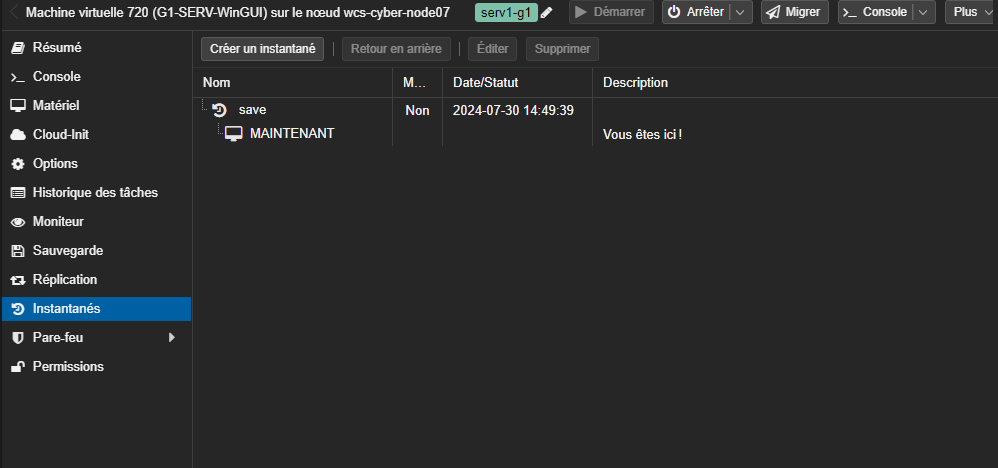 Machine virtuelle 720 (G1-SERV-WinGUI) sur le nœud wcs-cyber-node07 serv1-g1 Démarrer Arrêter Migrer Console Plus
Résumé
Console
Matériel
Cloud-Init
Options
Historique des tâches
Moniteur
Sauvegarde
Réplication
Instantanés
Pare-feu
Permissions
Créer un instantané Retour en arrière Éditer Supprimer
Nom M... Date/Statut Description
save Non 2024-07-30 14:49:39
MAINTENANT Vous êtes ici !